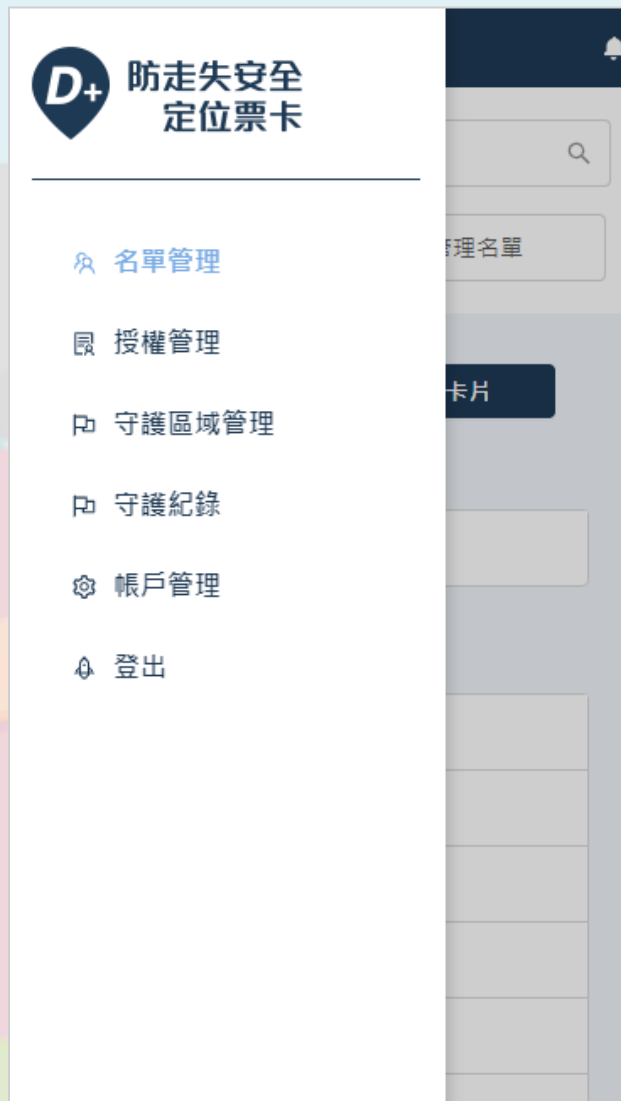 D+
防走失安全
定位票卡
名單管理
管理名單
授權管理
卡片
守護區域管理
守護紀錄
帳戶管理
登出